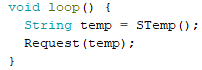 void loop() {
  String temp = STemp();
  Request(temp);
}